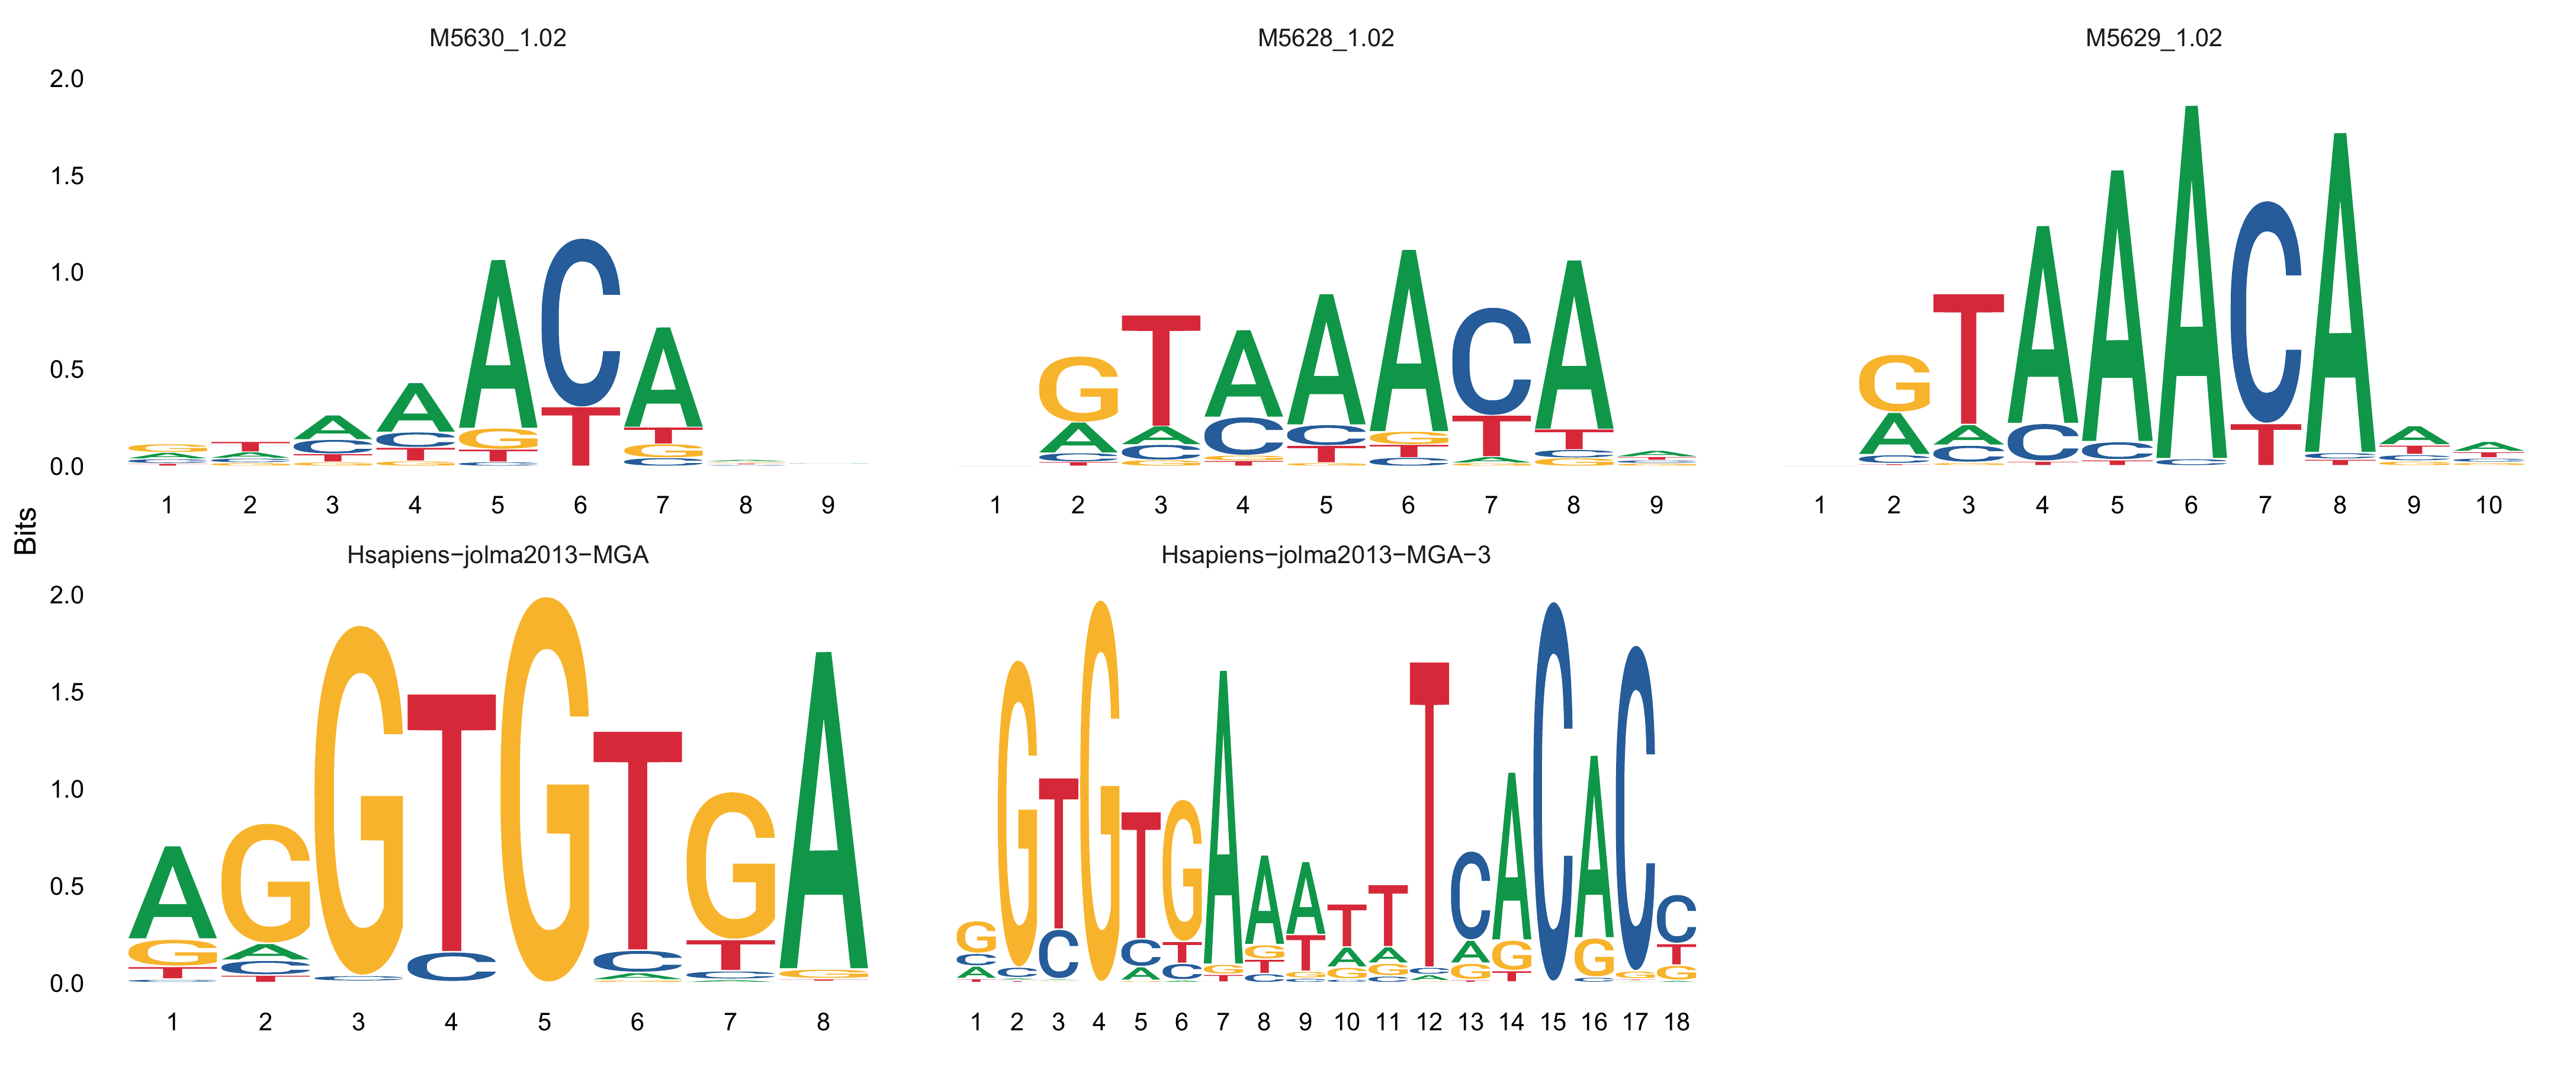 M5630_1.02 M5628_1.02 M5629_1.02
2.0
1.5
1.0
0.5
0.0
G T A A A C A
G T A A A C A
G T A A A C A A A
1 2 3 4 5 6 7 8 9
1 2 3 4 5 6 7 8 9
1 2 3 4 5 6 7 8 9 10
Bits
Hsapiens−jolma2013−MGA Hsapiens−jolma2013−MGA−3
2.0
1.5
1.0
0.5
0.0
A G G T G T G A
G G T G T G A A A T T T C A C A C C
1 2 3 4 5 6 7 8
1 2 3 4 5 6 7 8 9 10 11 12 13 14 15 16 17 18